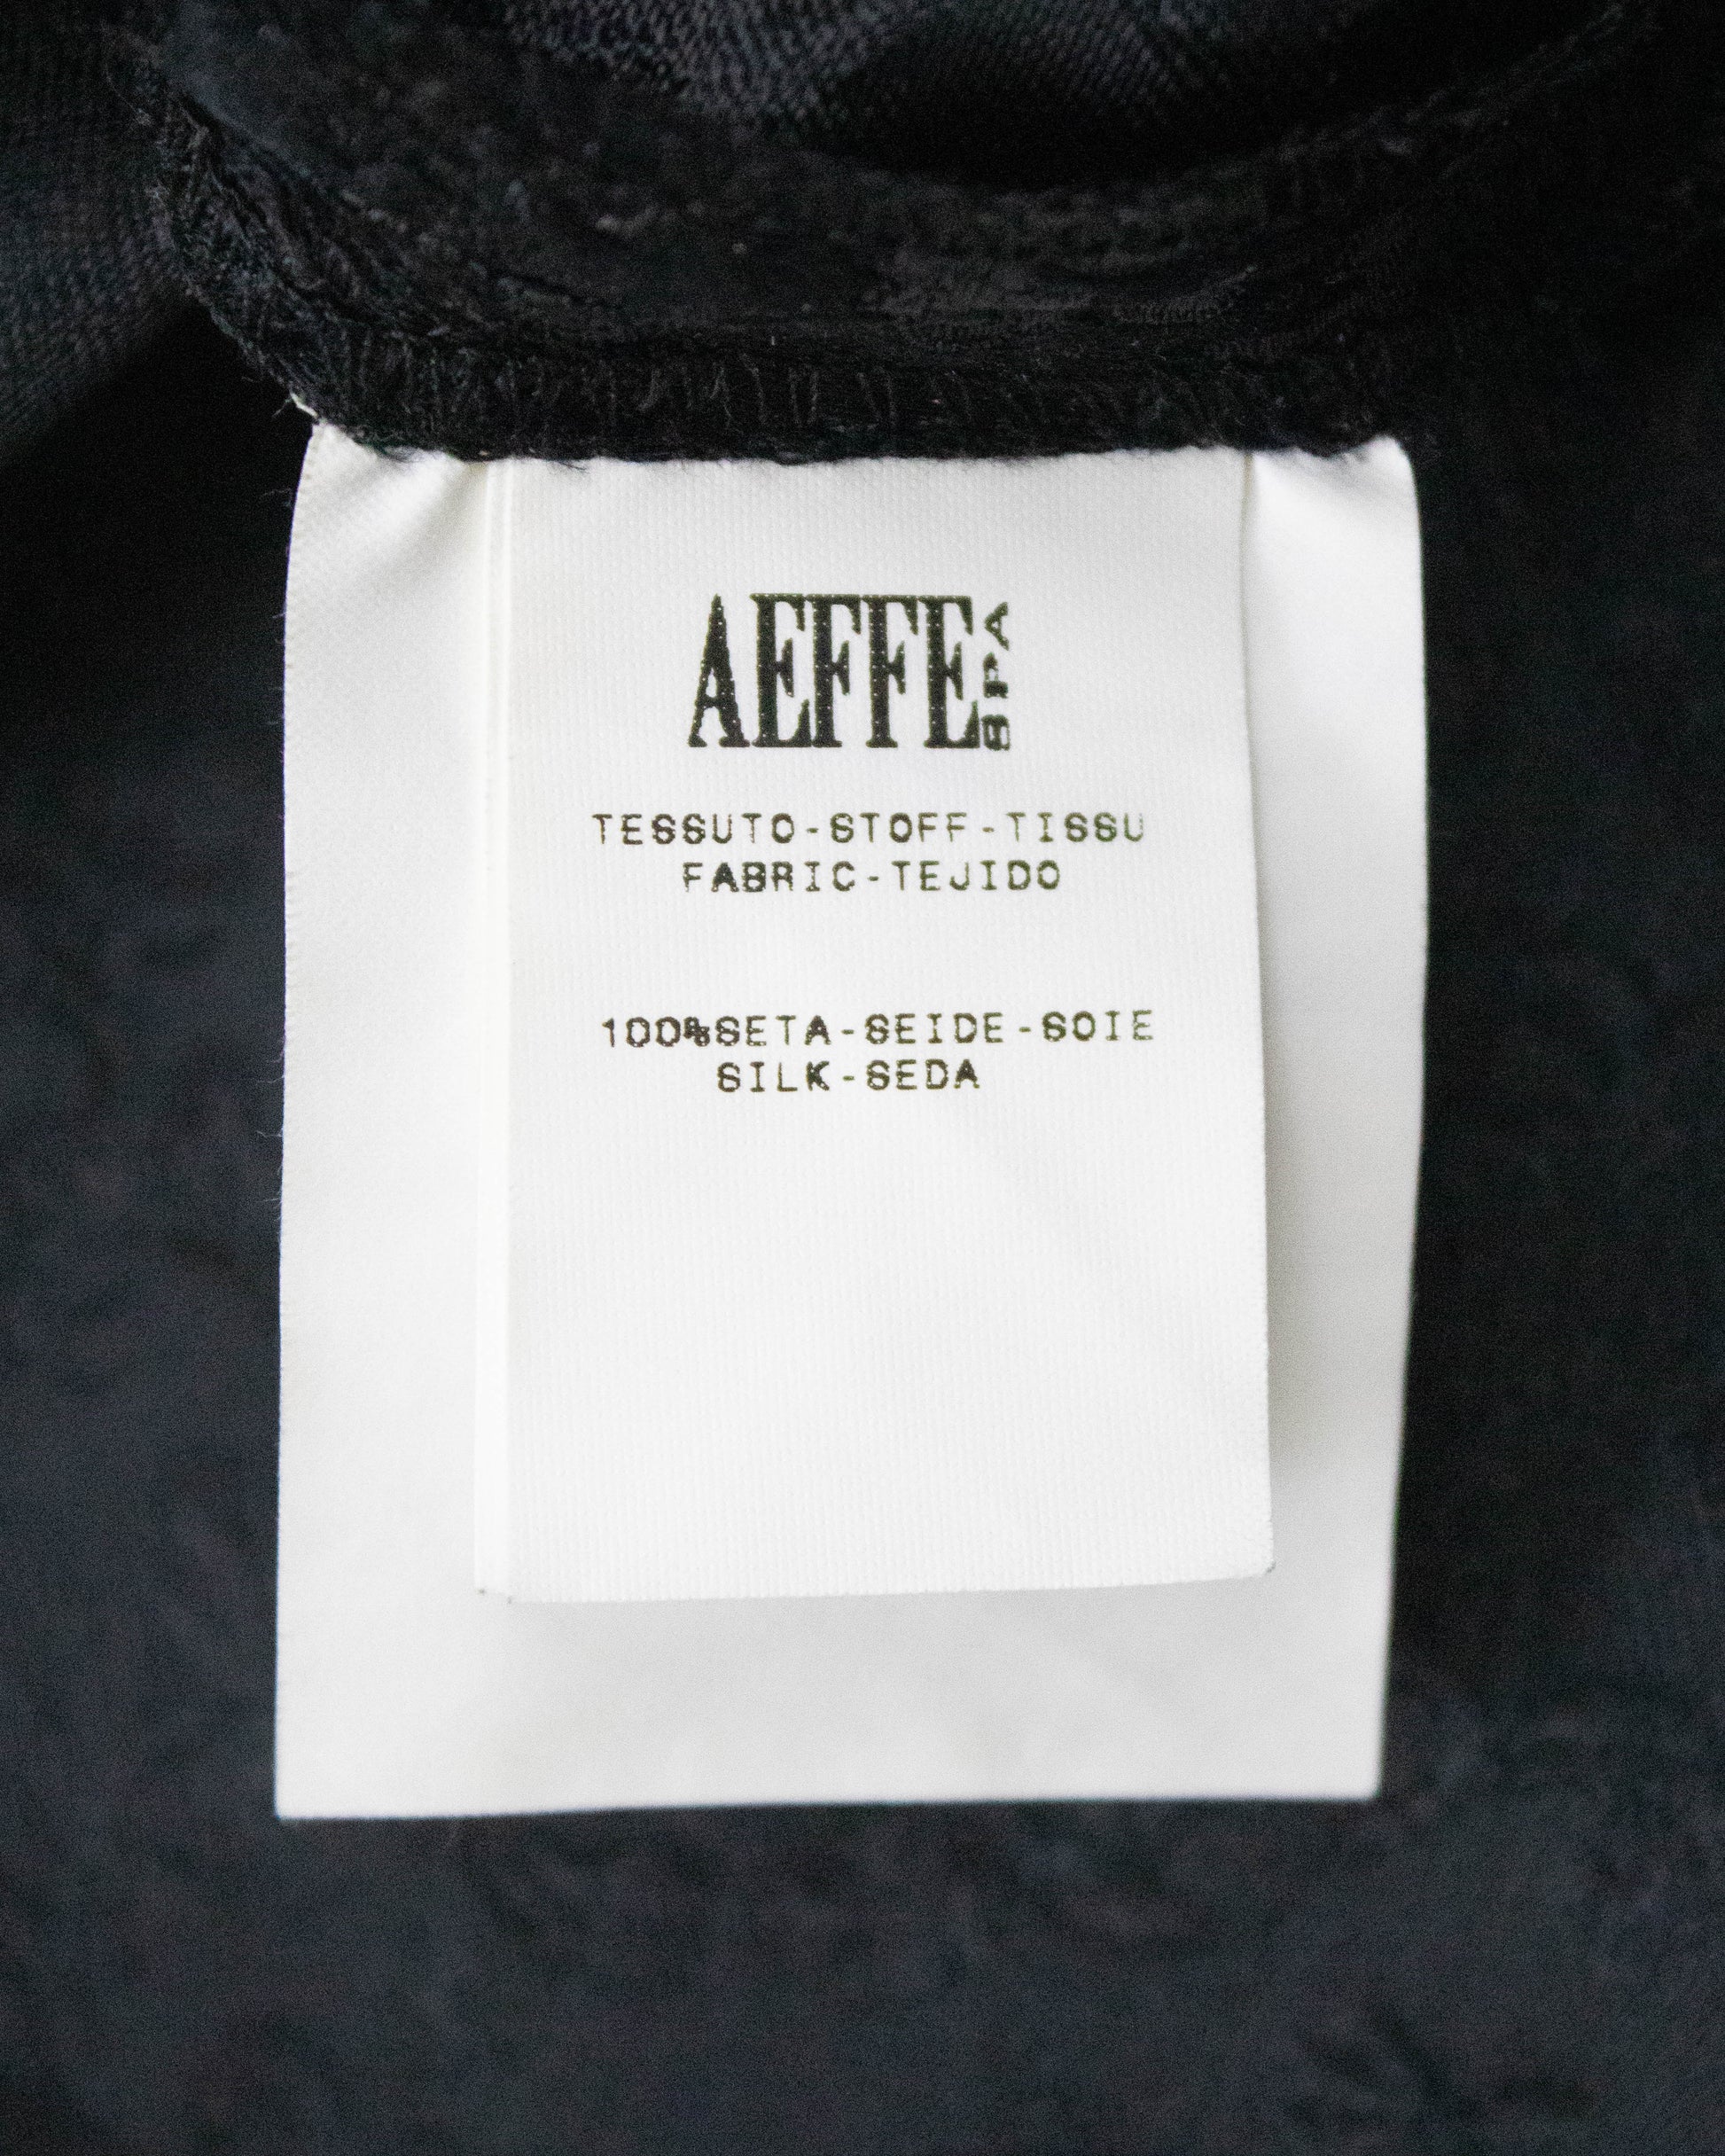 AEFFE SPA
TESSUTO-STOFF-TISSU
FABRIC-TEJIDO
100%SETA-SEIDE-SOIE
SILK-SEDA